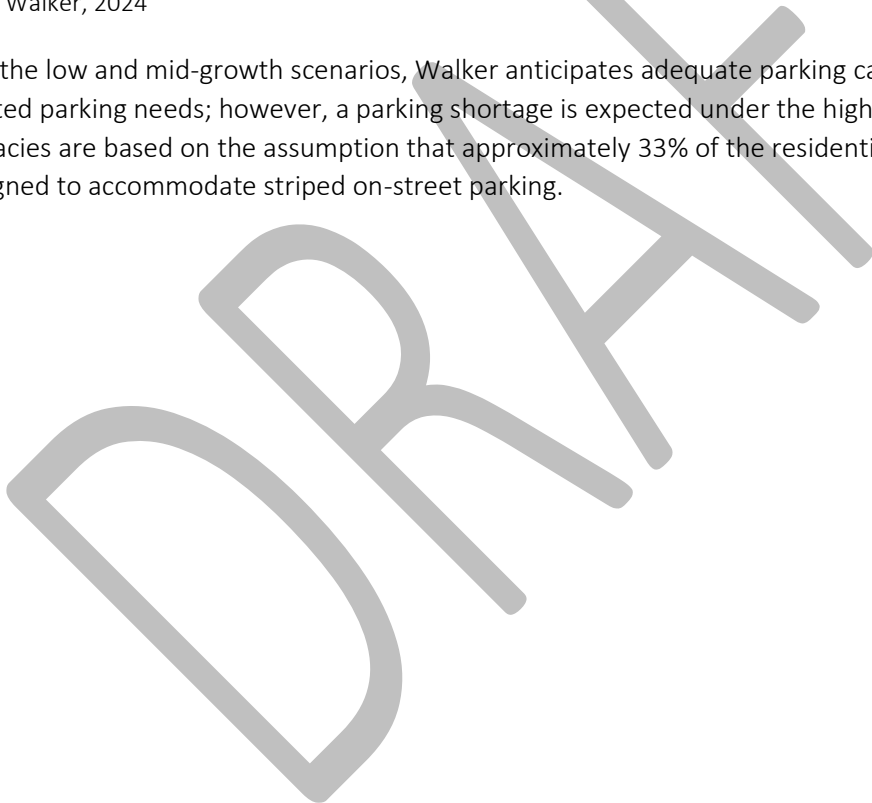 Walker, 2024
the low and mid-growth scenarios, Walker anticipates adequate parking ca
ted parking needs; however, a parking shortage is expected under the high
acies are based on the assumption that approximately 33% of the residenti
gned to accommodate striped on-street parking.
DRAF